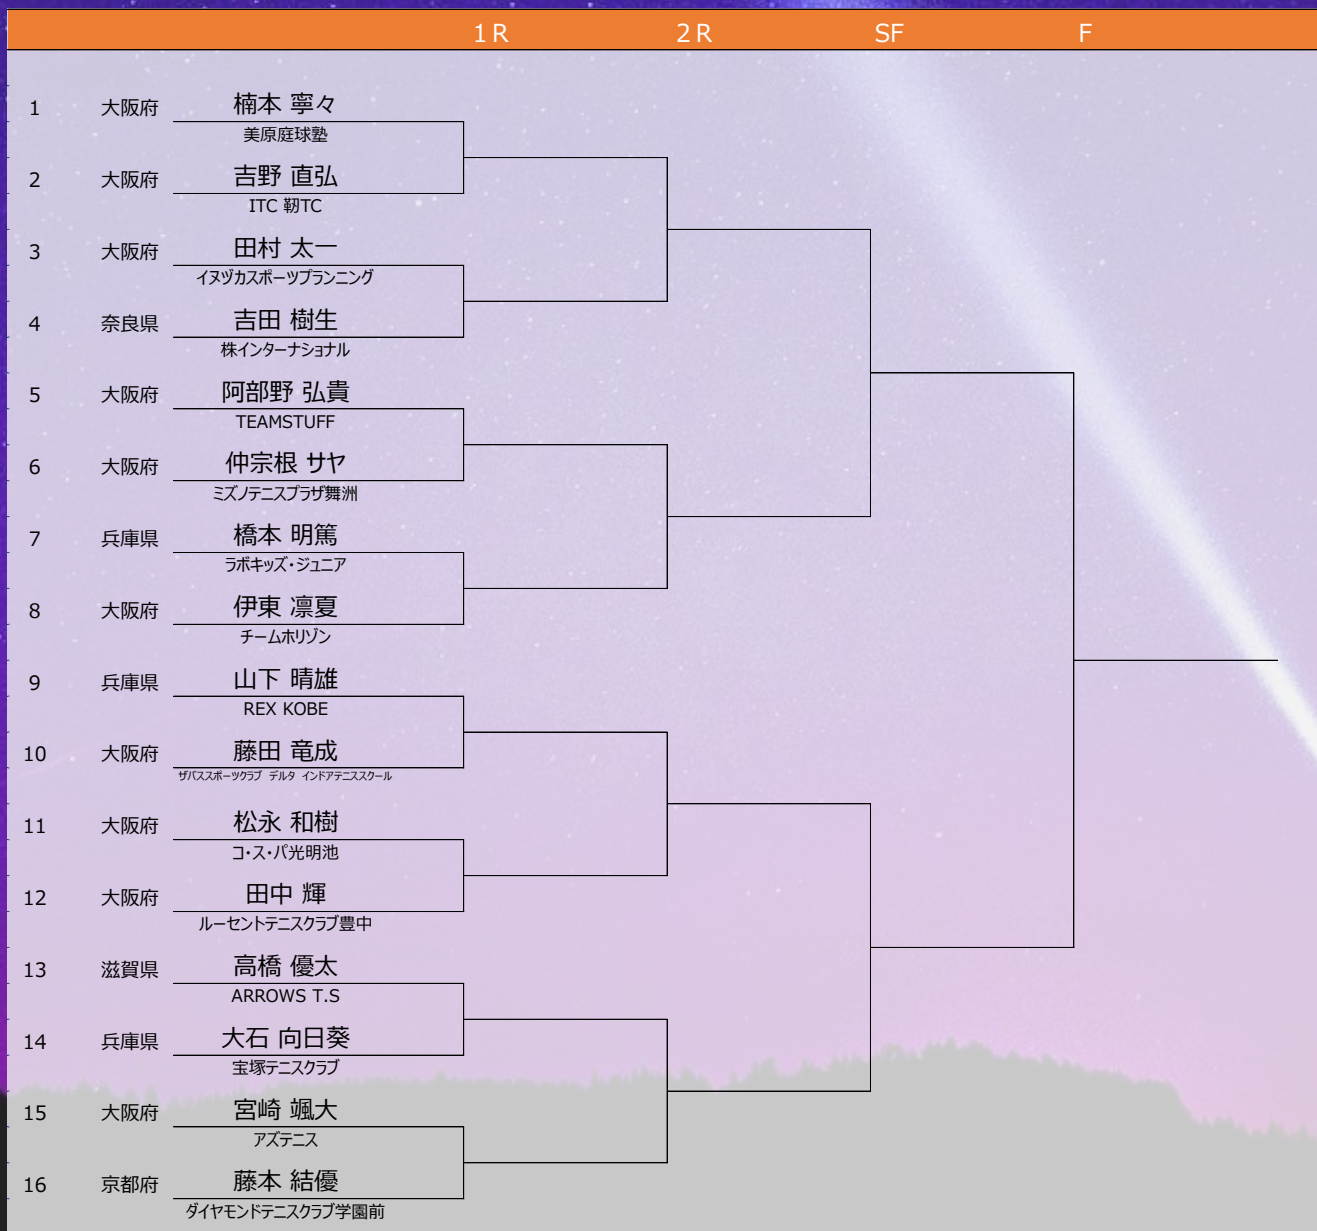 1R 2R SF F
1 大阪府 楠本 寧々
美原庭球塾
2 大阪府 吉野 直弘
ITC 靭TC
3 大阪府 田村 太一
イヌヅカスポーツプランニング
4 奈良県 吉田 樹生
株インターナショナル
5 大阪府 阿部野 弘貴
TEAMSTUFF
6 大阪府 仲宗根 サヤ
ミズノテニスプラザ舞洲
7 兵庫県 橋本 明篤
ラボキッズ・ジュニア
8 大阪府 伊東 凛夏
チームホリゾン
9 兵庫県 山下 晴雄
REX KOBE
10 大阪府 藤田 竜成
ザバススポーツクラブ デルタ インドアテニススクール
11 大阪府 松永 和樹
コ・ス・パ光明池
12 大阪府 田中 輝
ルーセントテニスクラブ豊中
13 滋賀県 高橋 優太
ARROWS T.S
14 兵庫県 大石 向日葵
宝塚テニスクラブ
15 大阪府 宮崎 颯大
アズテニス
16 京都府 藤本 結優
ダイヤモンドテニスクラブ学園前